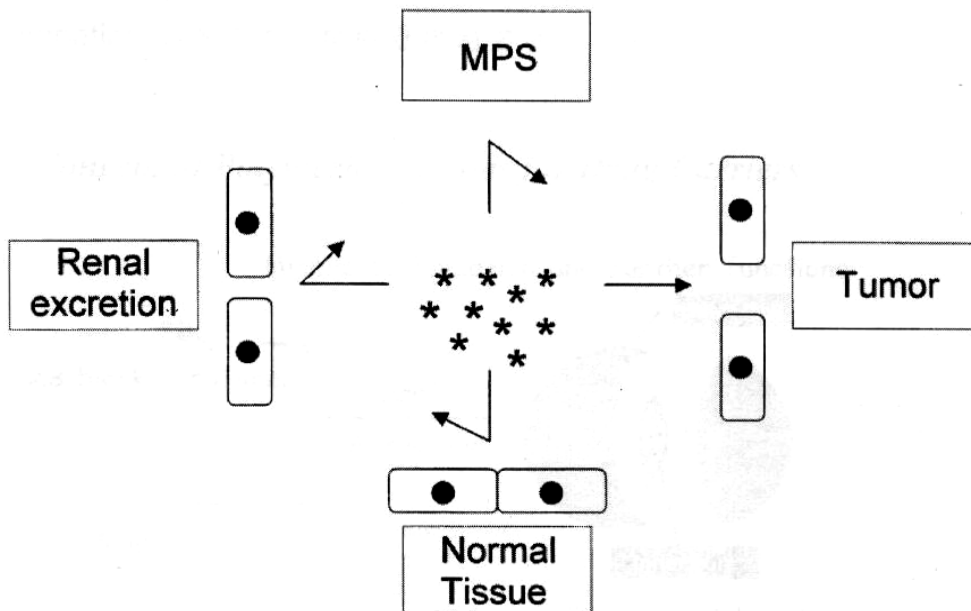 MPS
Renal
excretion
Tumor
Normal
Tissue